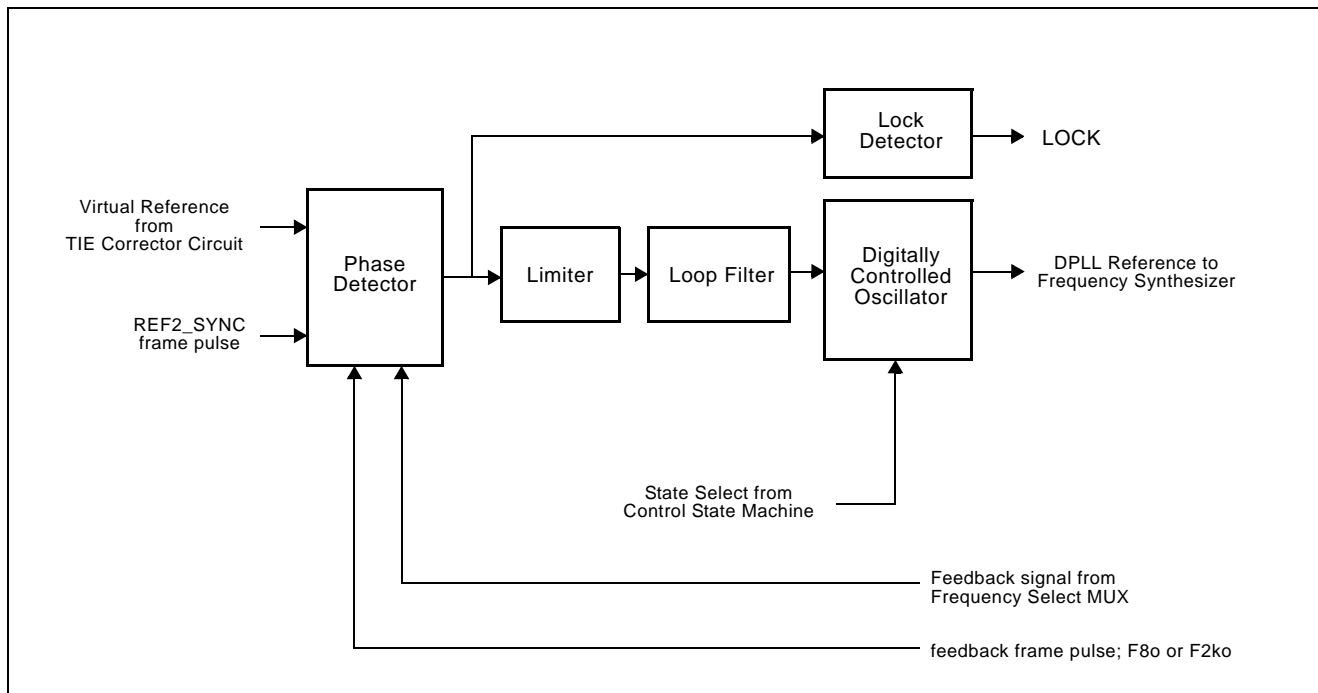 Lock
Detector
LOCK
Virtual Reference
from
TIE Corrector Circuit
Phase
Detector
Limiter
Loop Filter
Digitally
Controlled
Oscillator
DPLL Reference to
Frequency Synthesizer
REF2_SYNC
frame pulse
State Select from
Control State Machine
Feedback signal from
Frequency Select MUX
feedback frame pulse; F8o or F2ko